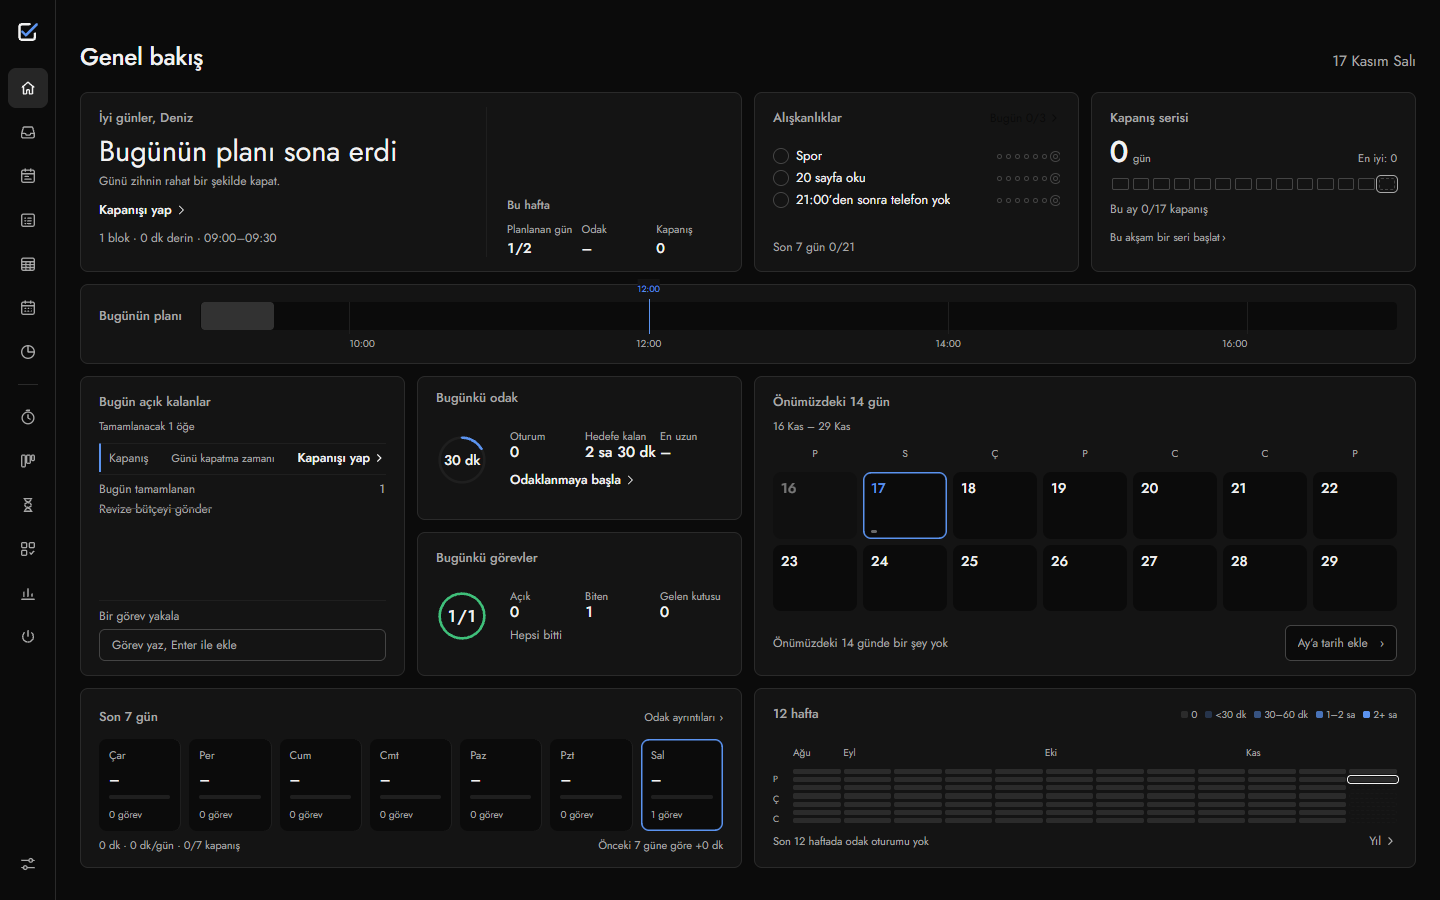 Genel bakış
17 Kasım Salı
İyi günler, Deniz
Bugünün planı sona erdi
Günü zihnin rahat bir şekilde kapat.
Kapanışı yap
1 blok · 0 dk derin · 09:00–09:30
Bu hafta
Planlanan gün Odak Kapanış
1/2 – 0
Alışkanlıklar Bugün 0/3 ›
Spor
20 sayfa oku
21:00'den sonra telefon yok
Son 7 gün 0/21
Kapanış serisi
0 gün En iyi: 0
Bu ay 0/17 kapanış
Bu akşam bir seri başlat ›
Bugünün planı
12:00
10:00 12:00 14:00 16:00
Bugün açık kalanlar
Tamamlanacak 1 öğe
Kapanış Günü kapatma zamanı Kapanışı yap
Bugün tamamlanan 1
Revize bütçeyi gönder
Bir görev yakala
Görev yaz, Enter ile ekle
Bugünkü odak
30 dk
Oturum Hedefe kalan En uzun
0 2 sa 30 dk –
Odaklanmaya başla
Bugünkü görevler
1/1
Açık Biten Gelen kutusu
0 1 0
Hepsi bitti
Önümüzdeki 14 gün
16 Kas – 29 Kas
P S Ç P C C P
16 17 18 19 20 21 22
23 24 25 26 27 28 29
Önümüzdeki 14 günde bir şey yok
Ay'a tarih ekle ›
Son 7 gün Odak ayrıntıları ›
Çar Per Cum Cmt Paz Pzt Sal
– – – – – – –
0 görev 0 görev 0 görev 0 görev 0 görev 0 görev 1 görev
0 dk · 0 dk/gün · 0/7 kapanış Önceki 7 güne göre +0 dk
12 hafta 0 <30 dk 30–60 dk 1–2 sa 2+ sa
Ağu Eyl Eki Kas
P
Ç
C
Son 12 haftada odak oturumu yok Yıl